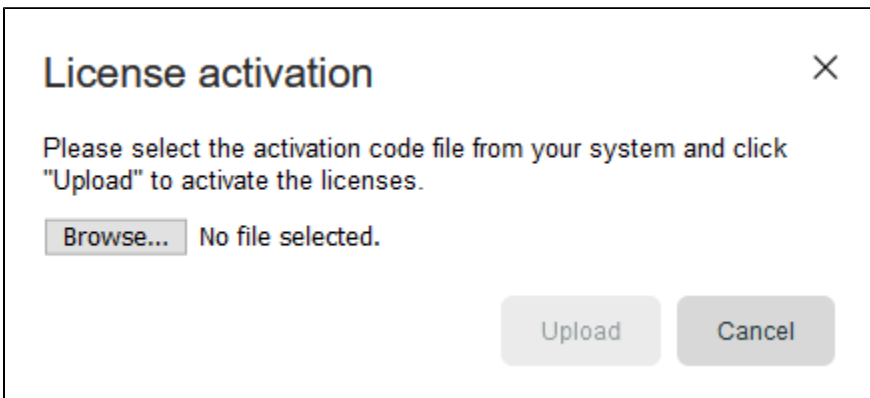 License activation
Please select the activation code file from your system and click
"Upload" to activate the licenses.
Browse... No file selected.
Upload Cancel